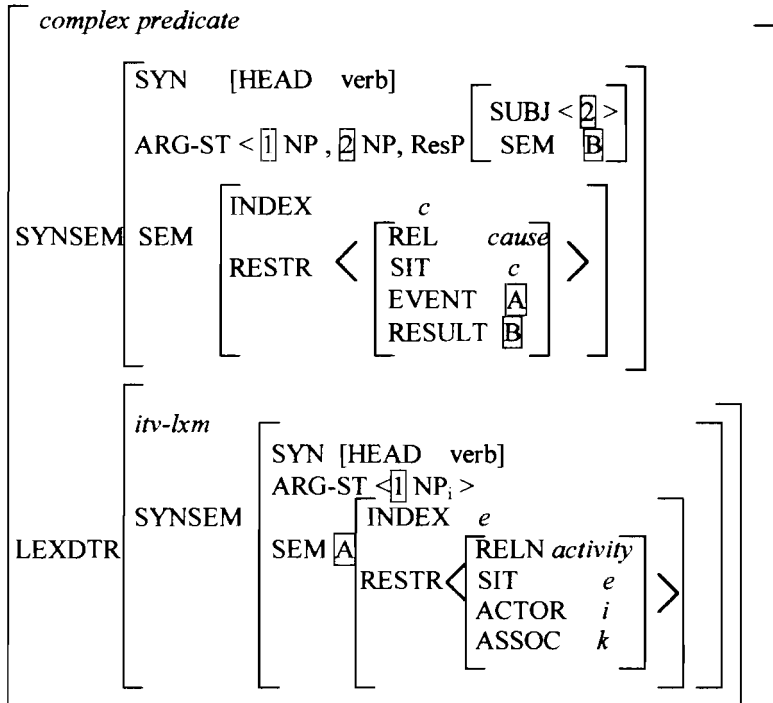 complex predicate
SYN [HEAD verb]
SUBJ < 2 >
ARG-ST < 1 NP , 2 NP, ResP
SEM B
INDEX c
REL cause
SYNSEM SEM
RESTR < SIT c >
EVENT A
RESULT B
itv-lxm
SYN [HEAD verb]
ARG-ST <1 NPi >
SYNSEM
INDEX e
LEXDTR
SEM A
RELN activity
RESTR < SIT e >
ACTOR i
ASSOC k